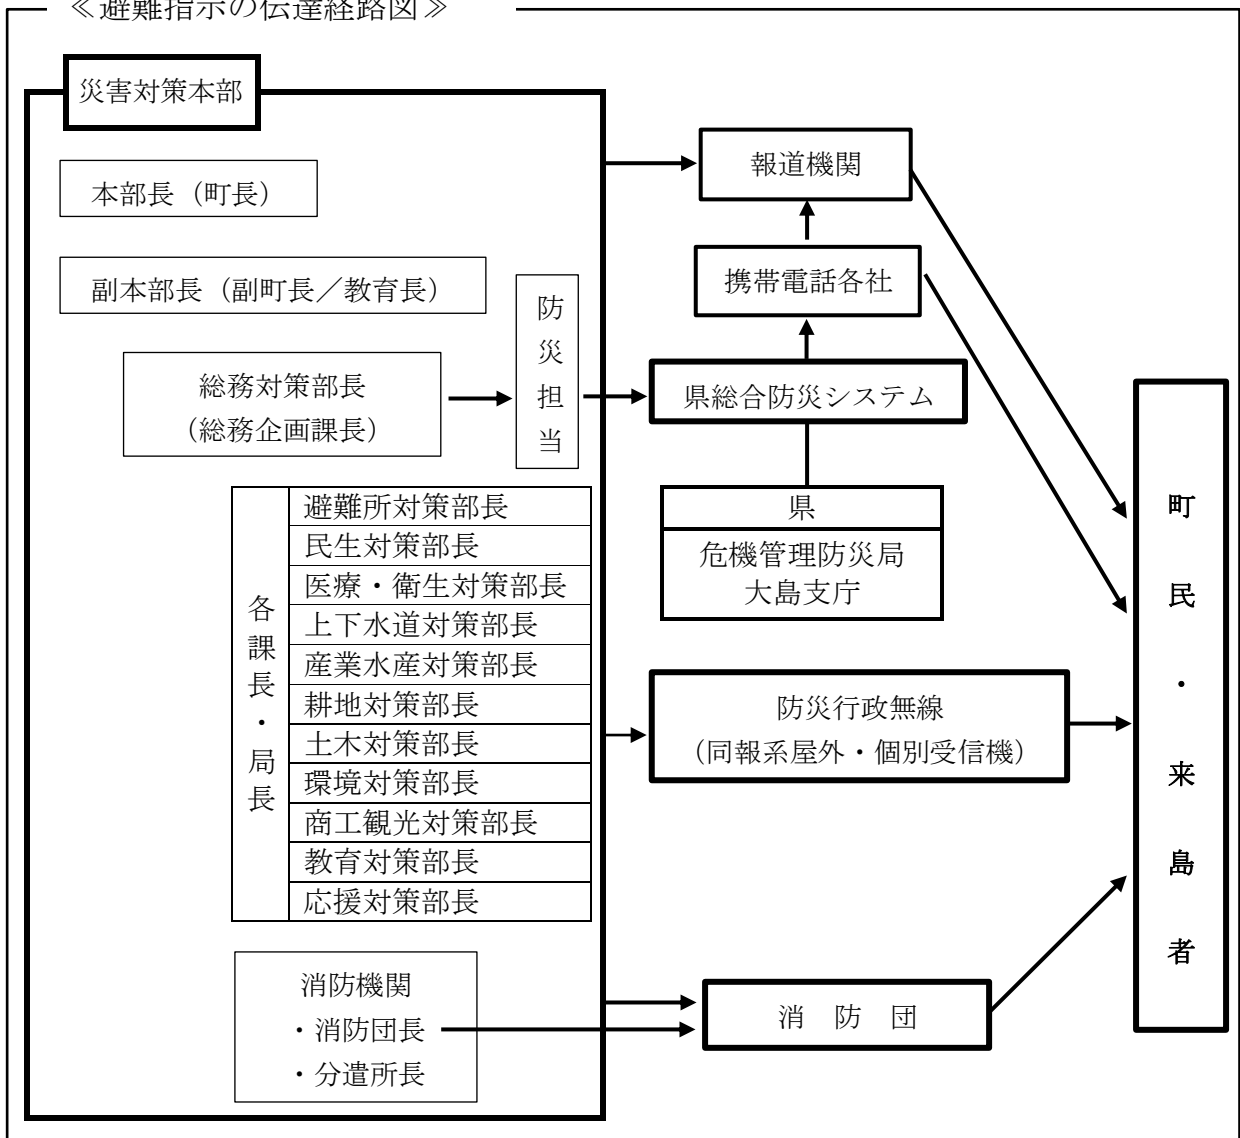 ≪避難指示の伝達経路図≫
災害対策本部
本部長（町長）
副本部長（副町長／教育長）
総務対策部長
（総務企画課長）
防災担当
各課長・局長
避難所対策部長
民生対策部長
医療・衛生対策部長
上下水道対策部長
産業水産対策部長
耕地対策部長
土木対策部長
環境対策部長
商工観光対策部長
教育対策部長
応援対策部長
消防機関
・消防団長
・分遣所長
報道機関
携帯電話各社
県総合防災システム
県
危機管理防災局
大島支庁
防災行政無線
（同報系屋外・個別受信機）
消　防　団
町民・来島者